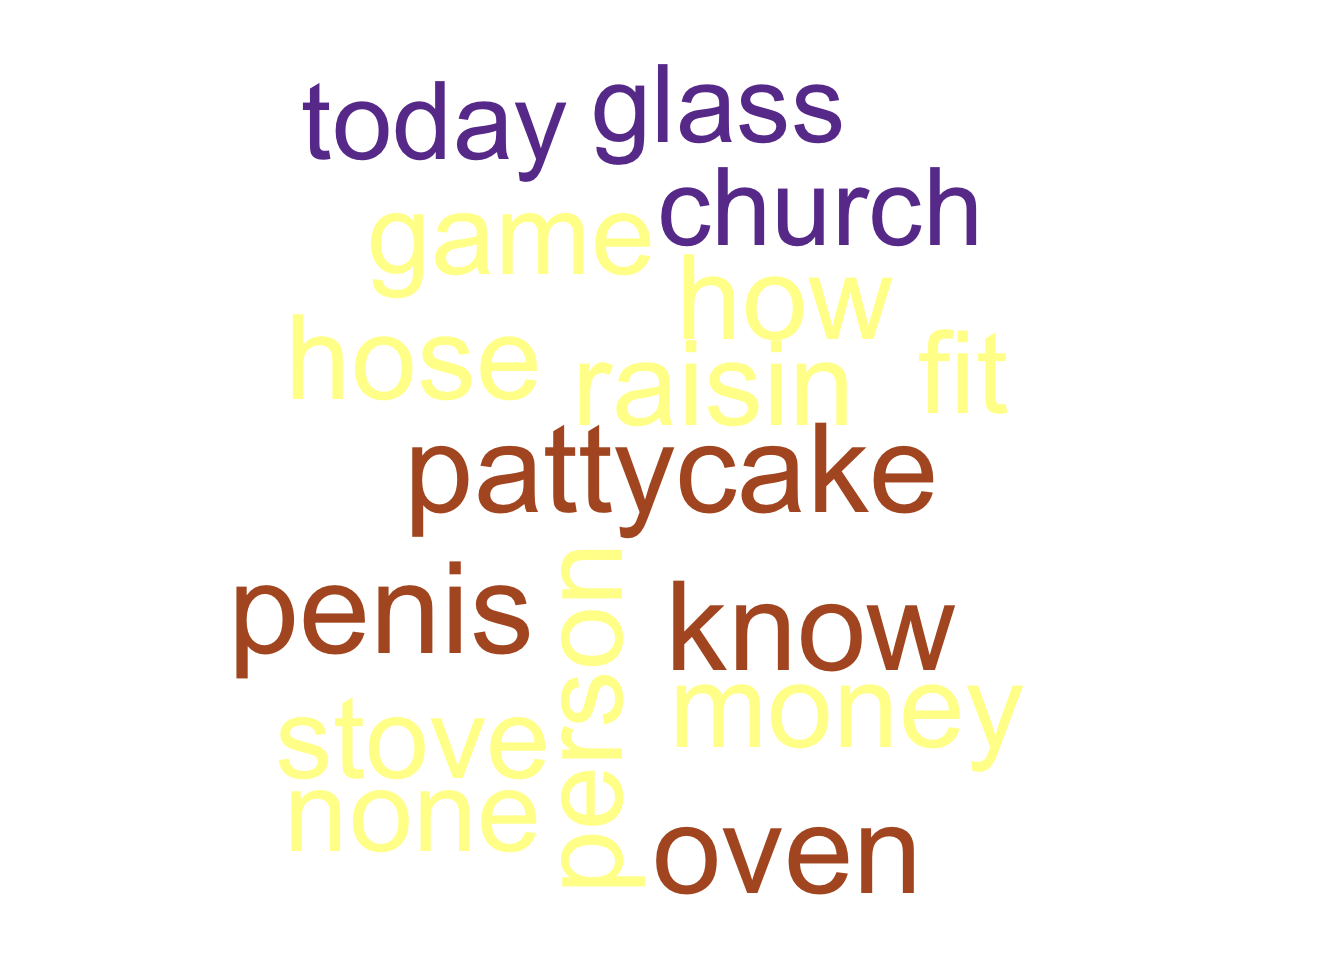 today glass
church
game
how
hose raisin fit
pattycake
penis
person
know
money
stove
none
oven